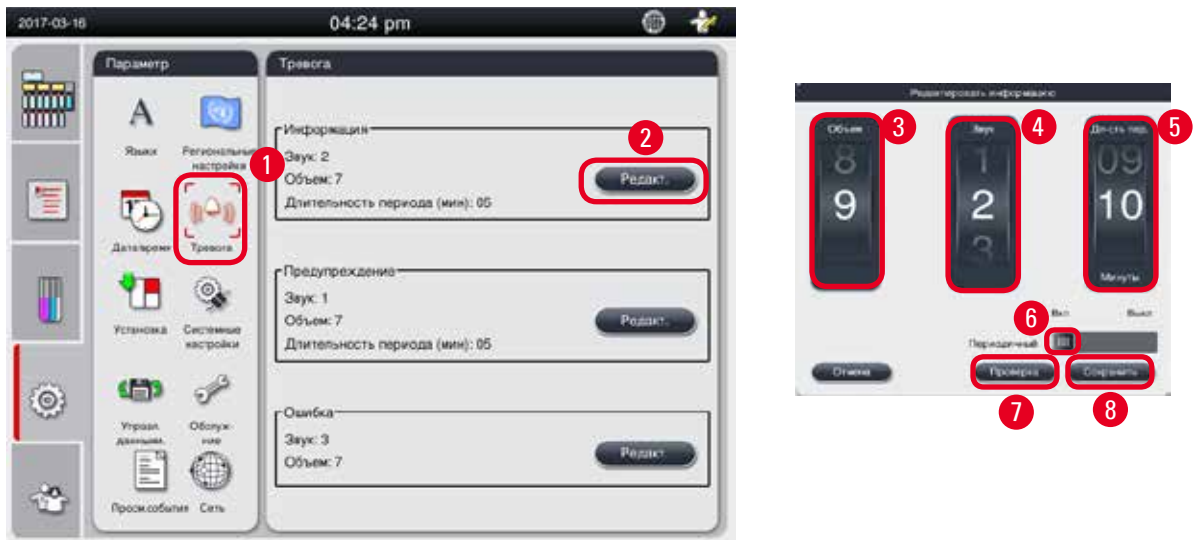 2017-03-16
04:24 pm
Параметр
Тревога
Языки
Региональные
настройки
1
Дата/время
Тревога
Установка
Системные
настройки
Управл.
данными.
Обслуж-
ние
Просм.события
Сеть
Информация
Звук: 2
Объем: 7
Длительность периода (мин): 05
2
Редакт.
Предупреждение
Звук: 1
Объем: 7
Длительность периода (мин): 05
Редакт.
Ошибка
Звук: 3
Объем: 7
Редакт.
Редактировать информацию
Объем
3
Звук
4
Дл-сть пер.
5
8
1
09
9
2
10
3
Минуты
6
Вкл
Выкл
Периодичный
Отмена
Проверка
Сохранить
7
8